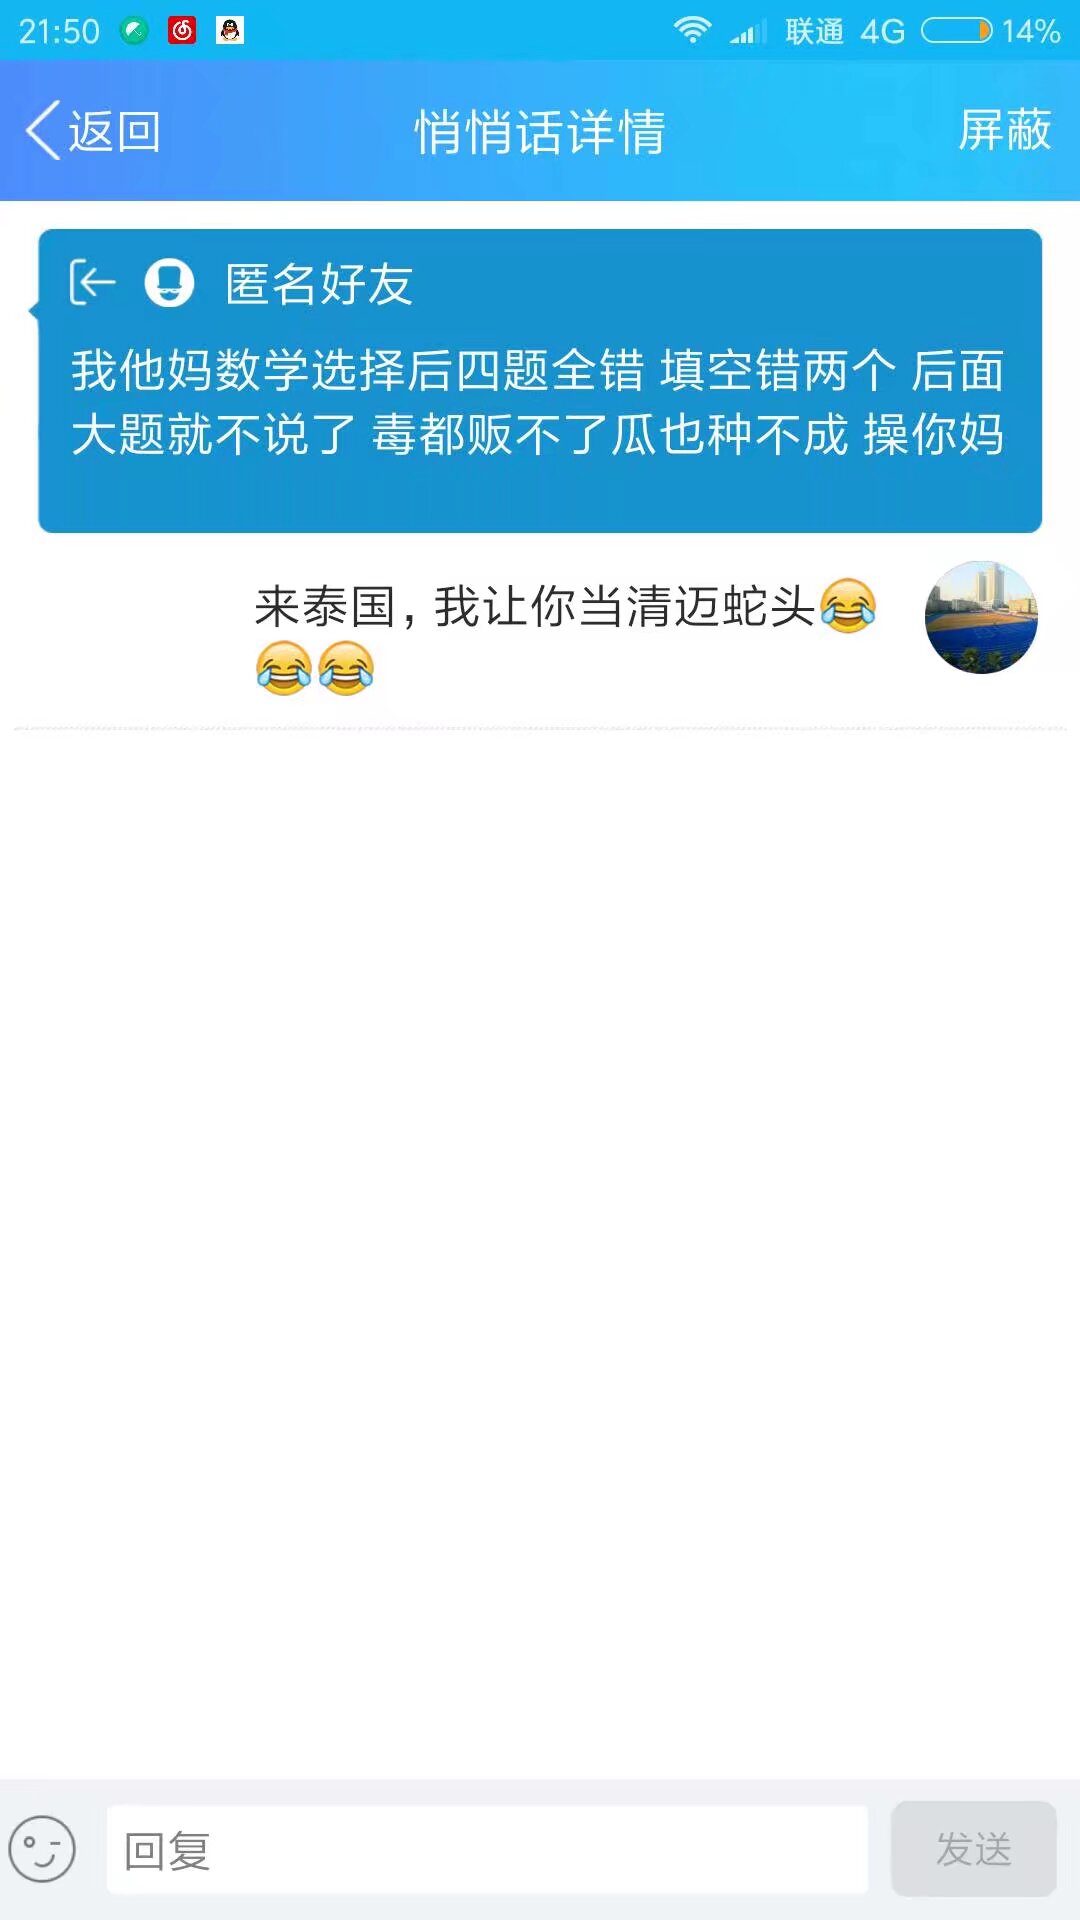 21:50 联通 4G 14%
返回 悄悄话详情 屏蔽
匿名好友
我他妈数学选择后四题全错 填空错两个 后面
大题就不说了 毒都贩不了瓜也种不成 操你妈
来泰国，我让你当清迈蛇头😂
😂😂
回复 发送